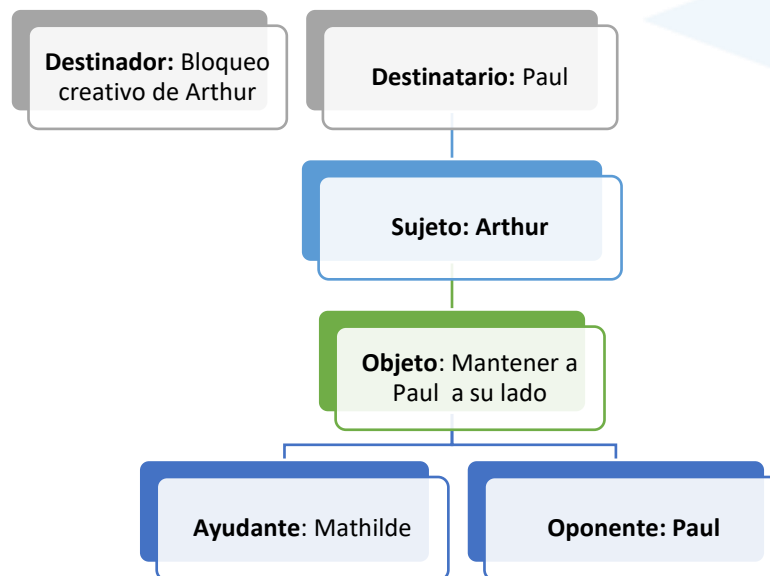 Destinador: Bloqueo
creativo de Arthur
Destinatario: Paul
Sujeto: Arthur
Objeto: Mantener a
Paul a su lado
Ayudante: Mathilde
Oponente: Paul